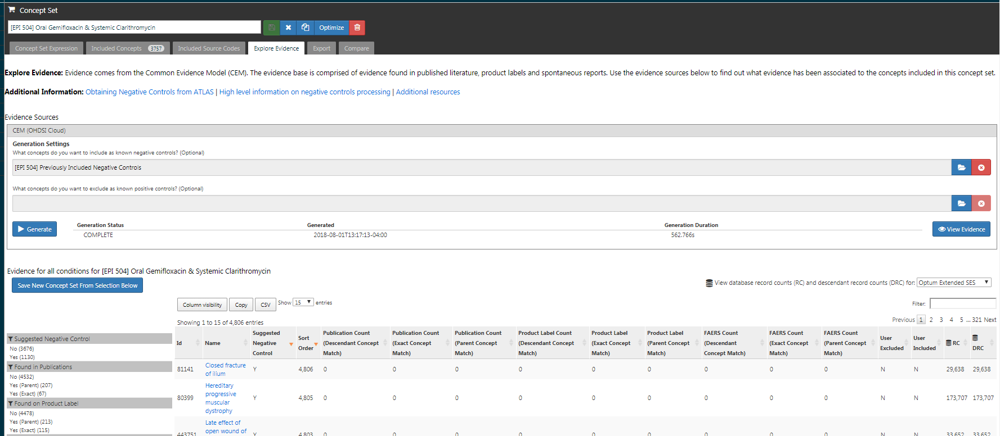 Concept Set
[EPI 504] Oral Gemifloxacin & Systemic Clarithromycin
Optimize
Concept Set Expression
Included Concepts 3757
Included Source Codes
Explore Evidence
Export
Compare
Explore Evidence: Evidence comes from the Common Evidence Model (CEM). The evidence base is comprised of evidence found in published literature, product labels and spontaneous reports. Use the evidence sources below to find out what evidence has been associated to the concepts included in this concept set.
Additional Information: Obtaining Negative Controls from ATLAS | High level information on negative controls processing | Additional resources
Evidence Sources
CEM (OHDSI Cloud)
Generation Settings
What concepts do you want to include as known negative controls? (Optional)
[EPI 504] Previously Included Negative Controls
What concepts do you want to exclude as known positive controls? (Optional)
Generate
Generation Status Generated Generation Duration
COMPLETE 2018-08-01T13:17:13-04:00 562.766s
View Evidence
Evidence for all conditions for [EPI 504] Oral Gemifloxacin & Systemic Clarithromycin
Save New Concept Set From Selection Below
View database record counts (RC) and descendant record counts (DRC) for: Optum Extended SES
Column visibility Copy CSV Show 15 entries
Filter:
Showing 1 to 15 of 4,806 entries
Previous 1 2 3 4 5 ... 321 Next
Suggested Negative Control
No (3676)
Yes (1130)
Found in Publications
No (4532)
Yes (Parent) (207)
Yes (Exact) (67)
Found on Product Label
No (4478)
Yes (Parent) (213)
Yes (Exact) (115)
Id
Name
Suggested
Negative
Control
Sort
Order
Publication Count
(Descendant Concept
Match)
Publication Count
(Exact Concept
Match)
Publication Count
(Parent Concept
Match)
Product Label Count
(Descendant Concept
Match)
Product Label
(Exact Concept
Match)
Product Label
(Parent Concept
Match)
FAERS Count
(Descendant
Concept Match)
FAERS Count
(Exact Concept
Match)
FAERS Count
(Parent Concept
Match)
User
Excluded
User
Included
RC
DRC
81141 Closed fracture Y 4,806 0 0 0 0 0 0 0 0 0 N N 29,638 29,638
of ilium
Hereditary
progressive
80399 muscular Y 4,805 0 0 0 0 0 0 0 0 0 N N 173,707 173,707
dystrophy
Late effect of
open wound of
443751 Y 4,803 0 0 0 0 0 0 0 0 0 N N 33,652 33,652